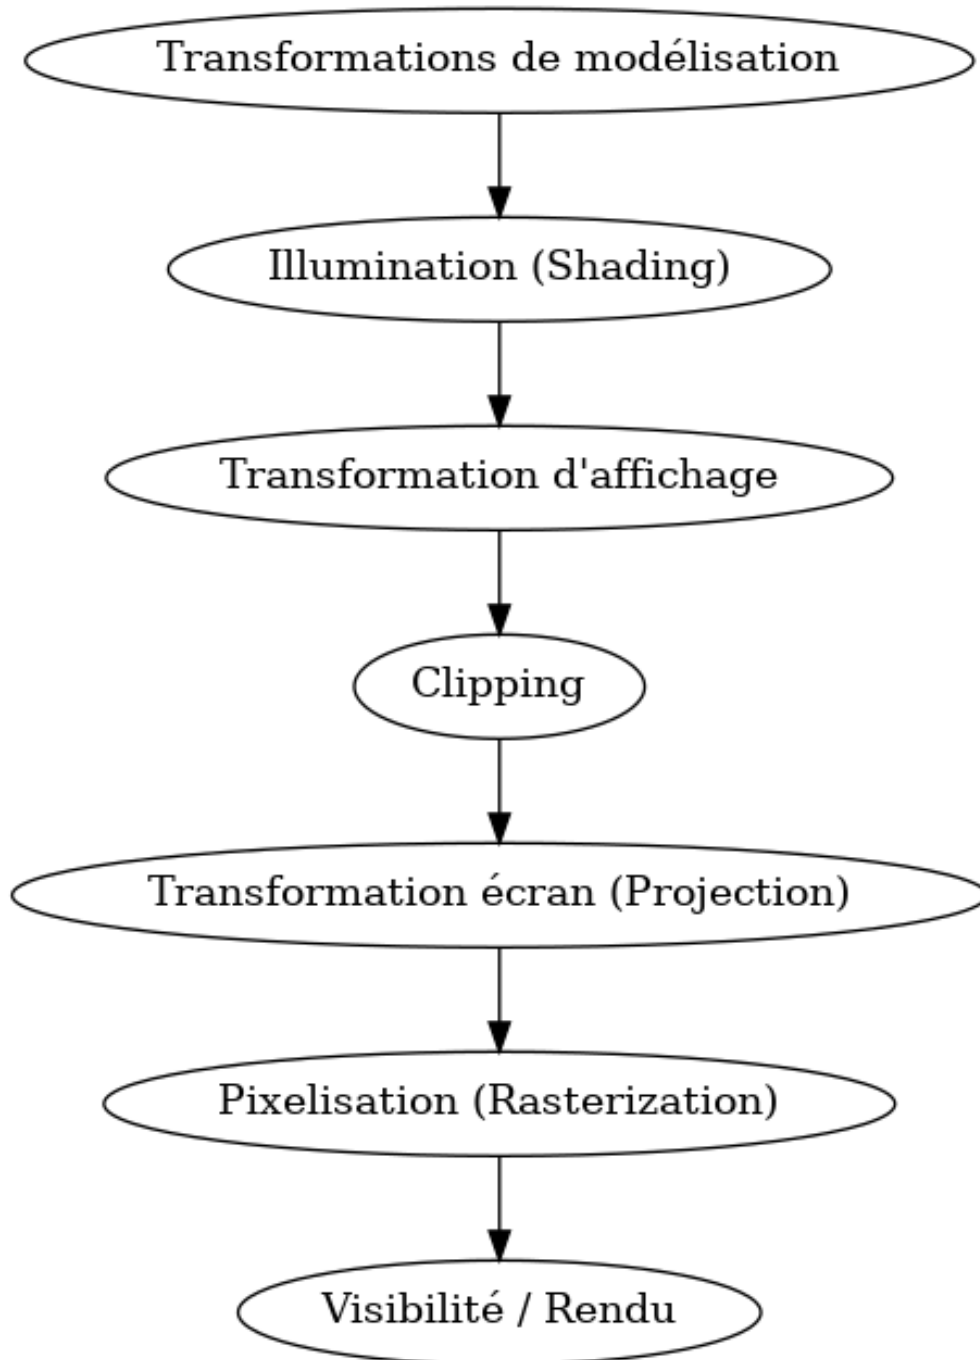 Transformations de modélisation
Illumination (Shading)
Transformation d'affichage
Clipping
Transformation écran (Projection)
Pixelisation (Rasterization)
Visibilité / Rendu